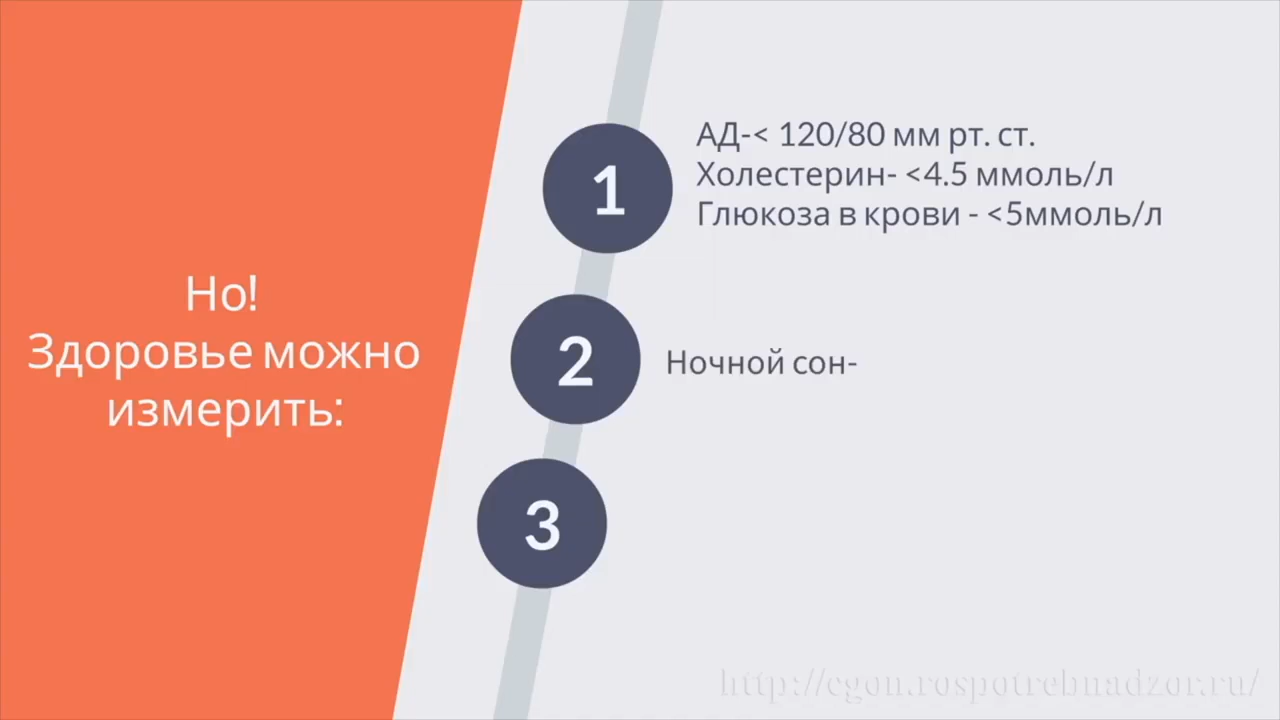 Но!
Здоровье можно
измерить:
1
АД-< 120/80 мм рт. ст.
Холестерин- <4.5 ммоль/л
Глюкоза в крови - <5ммоль/л
2
Ночной сон-
3
http://cgon.rospotrebnadzor.ru/